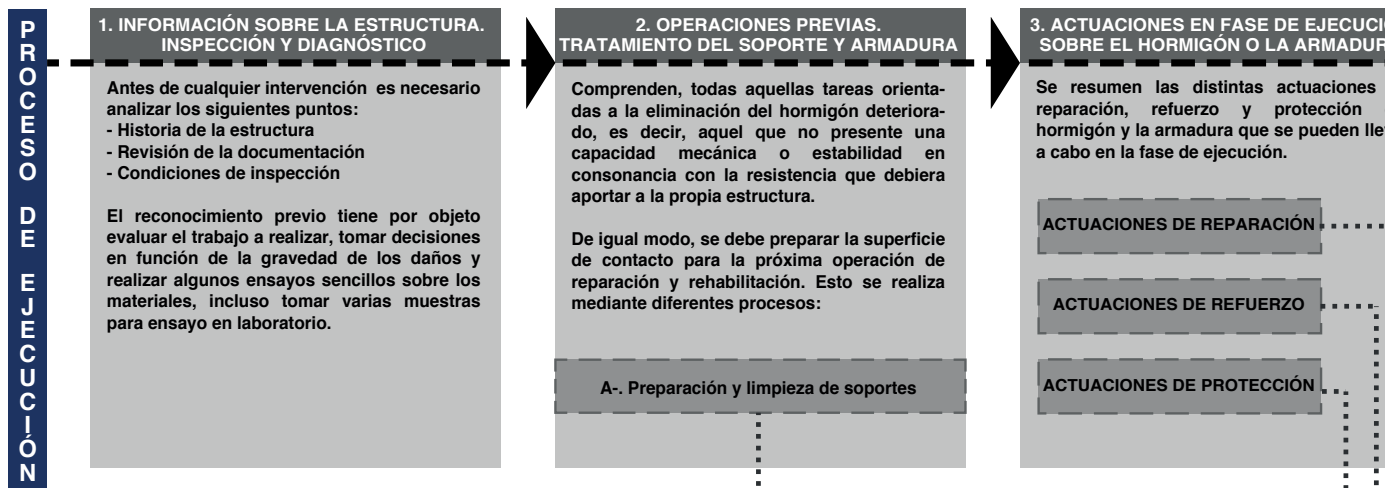 PROCESO DE EJECUCIÓN
1. INFORMACIÓN SOBRE LA ESTRUCTURA.
INSPECCIÓN Y DIAGNÓSTICO
Antes de cualquier intervención es necesario
analizar los siguientes puntos:
- Historia de la estructura
- Revisión de la documentación
- Condiciones de inspección
El reconocimiento previo tiene por objeto
evaluar el trabajo a realizar, tomar decisiones
en función de la gravedad de los daños y
realizar algunos ensayos sencillos sobre los
materiales, incluso tomar varias muestras
para ensayo en laboratorio.
2. OPERACIONES PREVIAS.
TRATAMIENTO DEL SOPORTE Y ARMADURA
Comprenden, todas aquellas tareas orienta-
das a la eliminación del hormigón deteriora-
do, es decir, aquel que no presente una
capacidad mecánica o estabilidad en
consonancia con la resistencia que debiera
aportar a la propia estructura.
De igual modo, se debe preparar la superficie
de contacto para la próxima operación de
reparación y rehabilitación. Esto se realiza
mediante diferentes procesos:
A-. Preparación y limpieza de soportes
3. ACTUACIONES EN FASE DE EJECUCI
SOBRE EL HORMIGÓN O LA ARMADUR
Se resumen las distintas actuaciones
reparación, refuerzo y protección
hormigón y la armadura que se pueden lle
a cabo en la fase de ejecución.
ACTUACIONES DE REPARACIÓN
ACTUACIONES DE REFUERZO
ACTUACIONES DE PROTECCIÓN